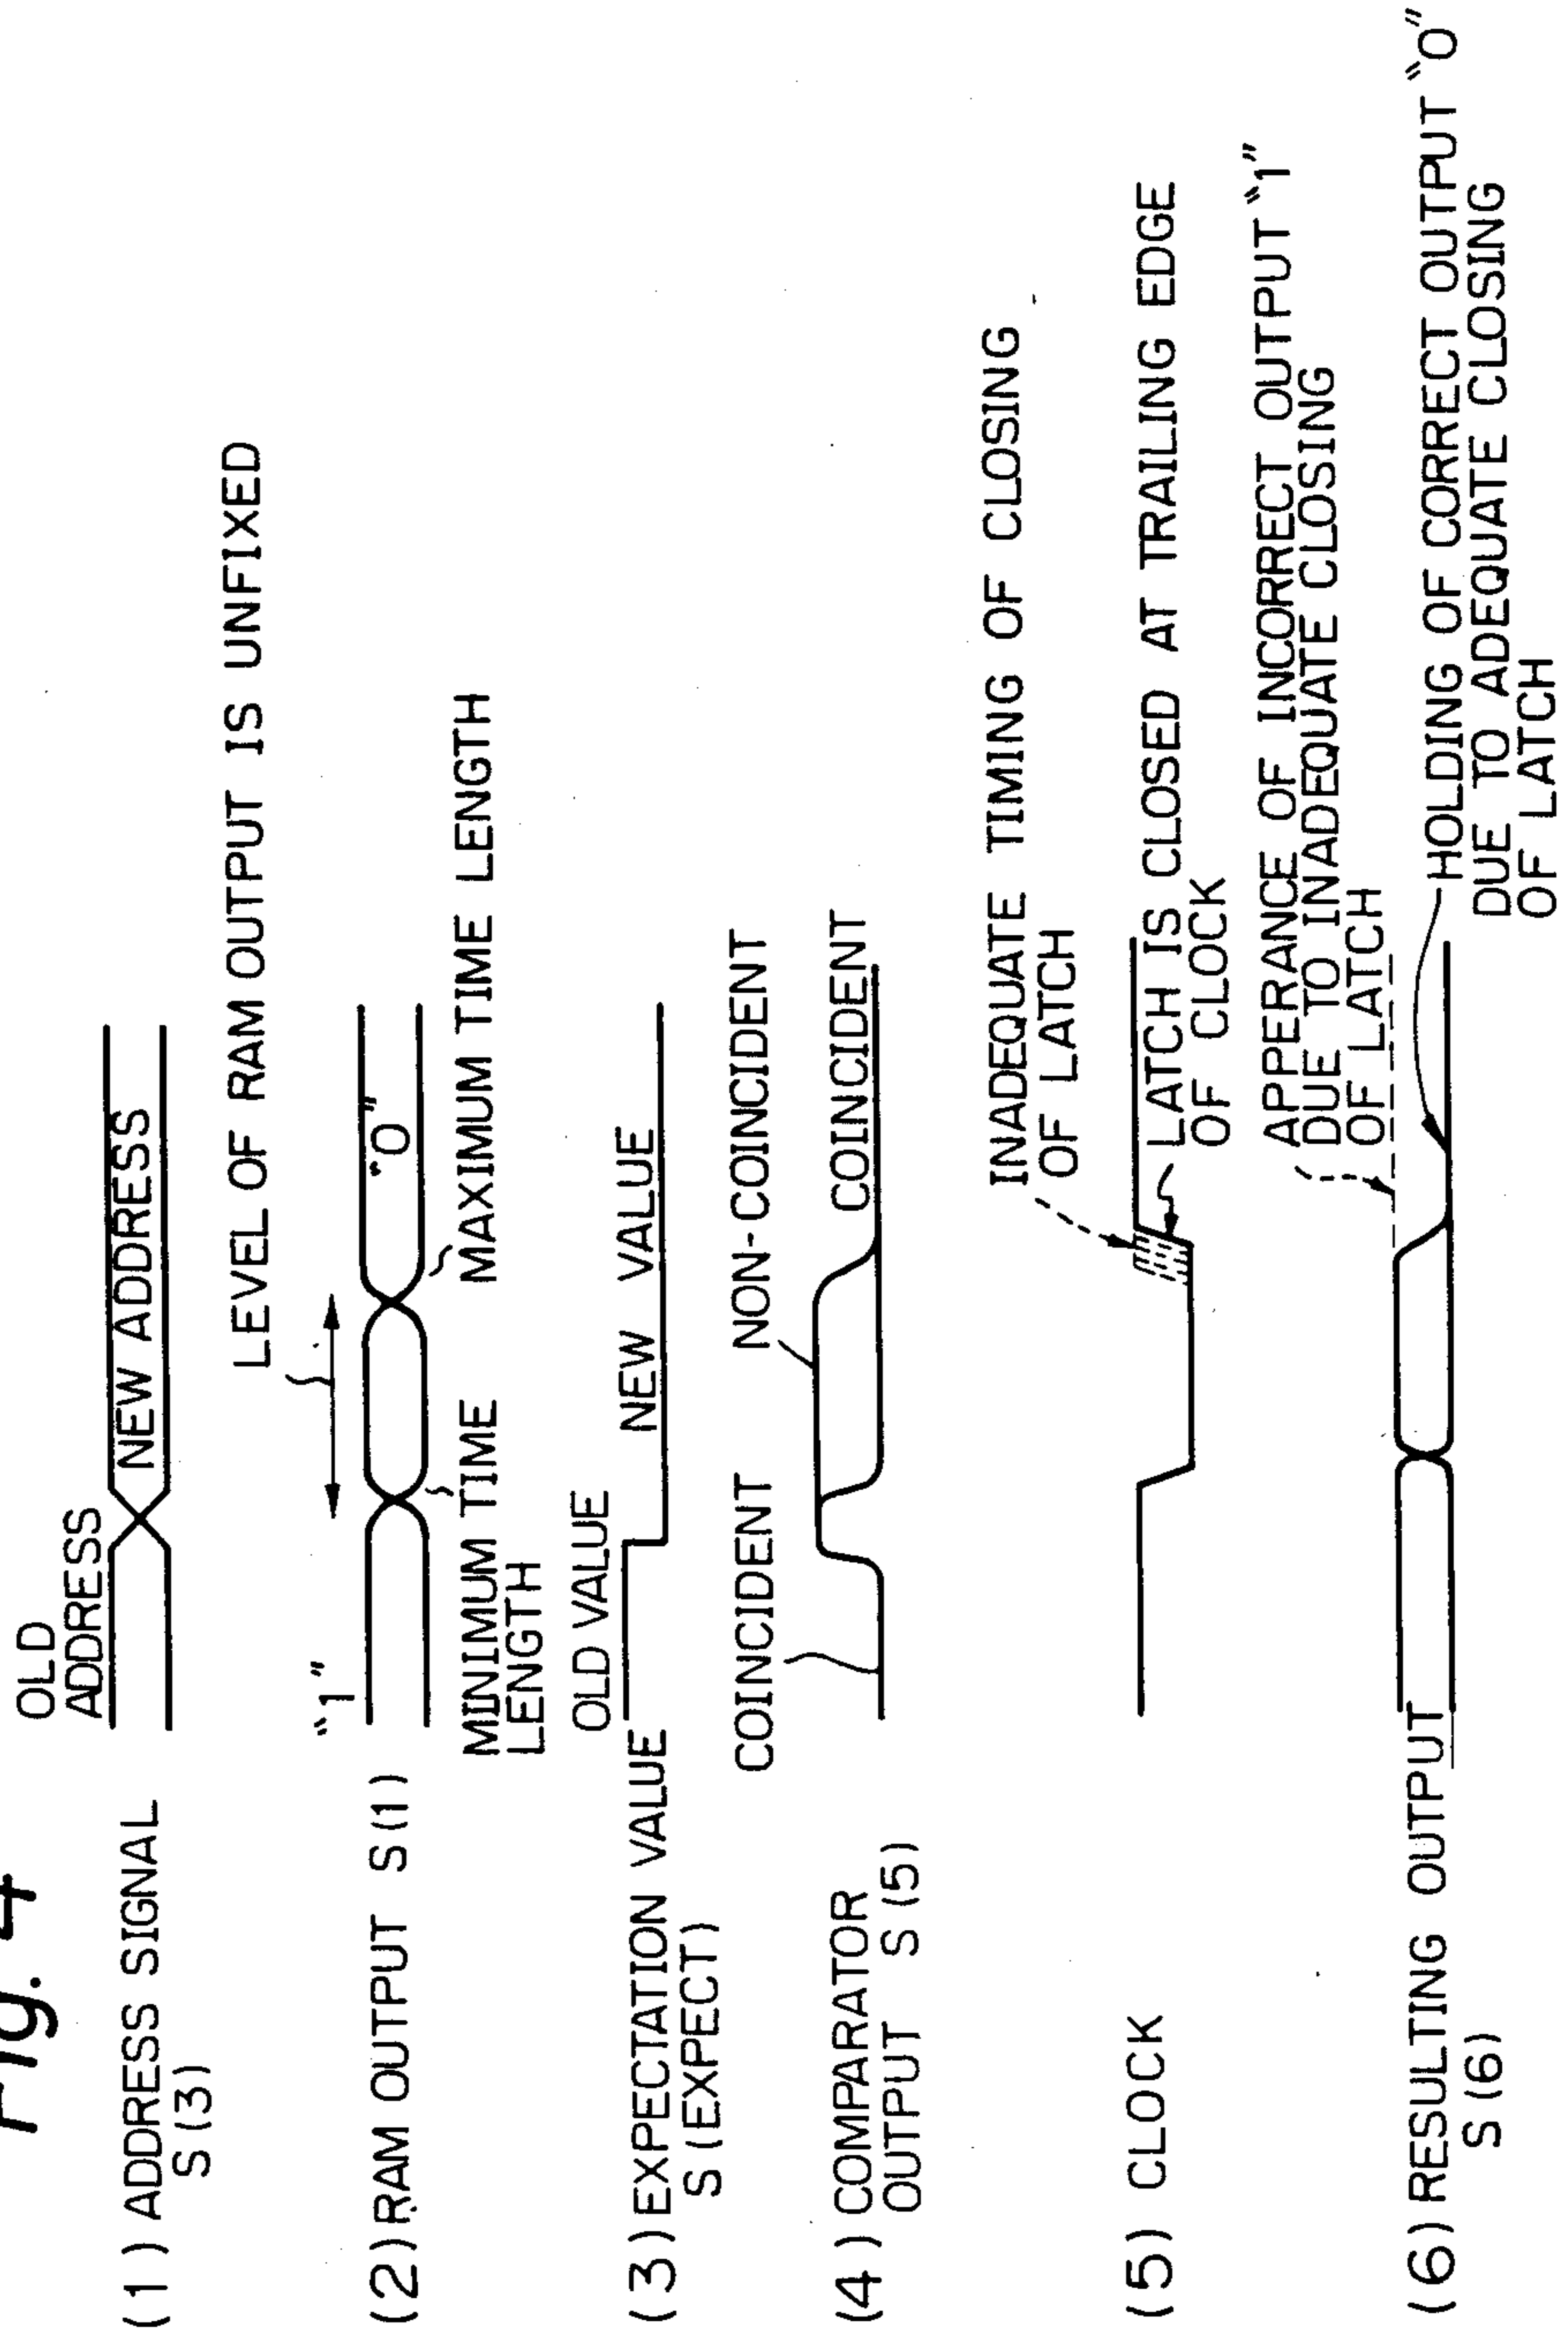 Fig. 4
(1) ADDRESS SIGNAL
S(3)
OLD
ADDRESS
NEW ADDRESS
LEVEL OF RAM OUTPUT IS UNFIXED
(2) RAM OUTPUT S(1)
"1"
"0"
MINIMUM TIME
LENGTH
MAXIMUM TIME LENGTH
(3) EXPECTATION VALUE
S(EXPECT)
OLD VALUE
NEW VALUE
(4) COMPARATOR
OUTPUT S(5)
COINCIDENT
NON-COINCIDENT
COINCIDENT
INADEQUATE TIMING OF CLOSING
OF LATCH
(5) CLOCK
LATCH IS CLOSED AT TRAILING EDGE
OF CLOCK
APPERANCE OF INCORRECT OUTPUT "1"
DUE TO INADEQUATE CLOSING
OF LATCH
(6) RESULTING OUTPUT
S(6)
HOLDING OF CORRECT OUTPUT "0"
DUE TO ADEQUATE CLOSING
OF LATCH